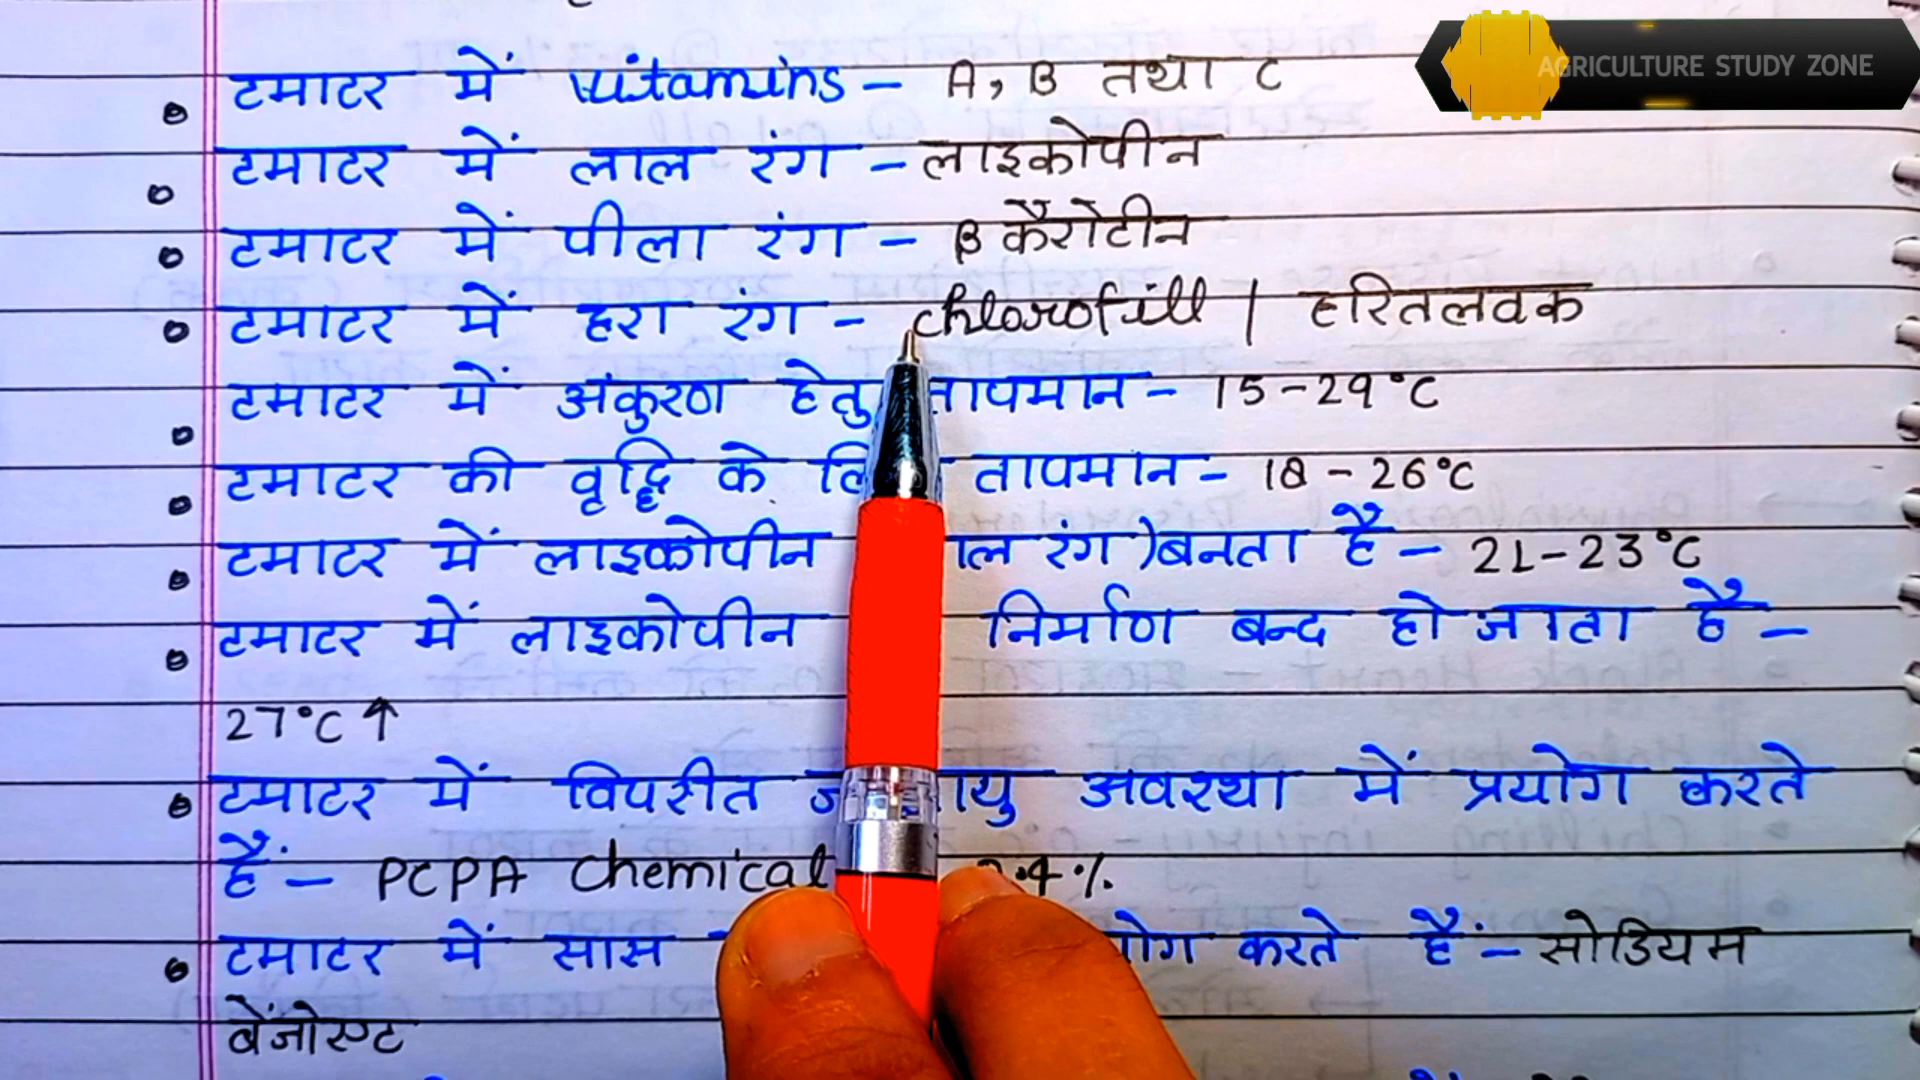 AGRICULTURE STUDY ZONE
टमाटर में vitamins - A, B तथा C
टमाटर में लाल रंग - लाइकोपीन
टमाटर में पीला रंग - β कैरोटीन
टमाटर में हरा रंग - chlorofill / हरितलवक
टमाटर में अंकुरण हेतु तापमान - 15-29°C
टमाटर की वृद्धि के तापमान - 18-26°C
टमाटर में लाइकोपीन रंग) बनता है - 21-23°C
टमाटर में लाइकोपीन निर्माण बन्द हो जाता है -
27°C ↑
टमाटर में विपरीत अवस्था में प्रयोग करते
हैं - PCPA Chemical .4%
टमाटर में सास करते हैं - सोडियम
बेंजोएट